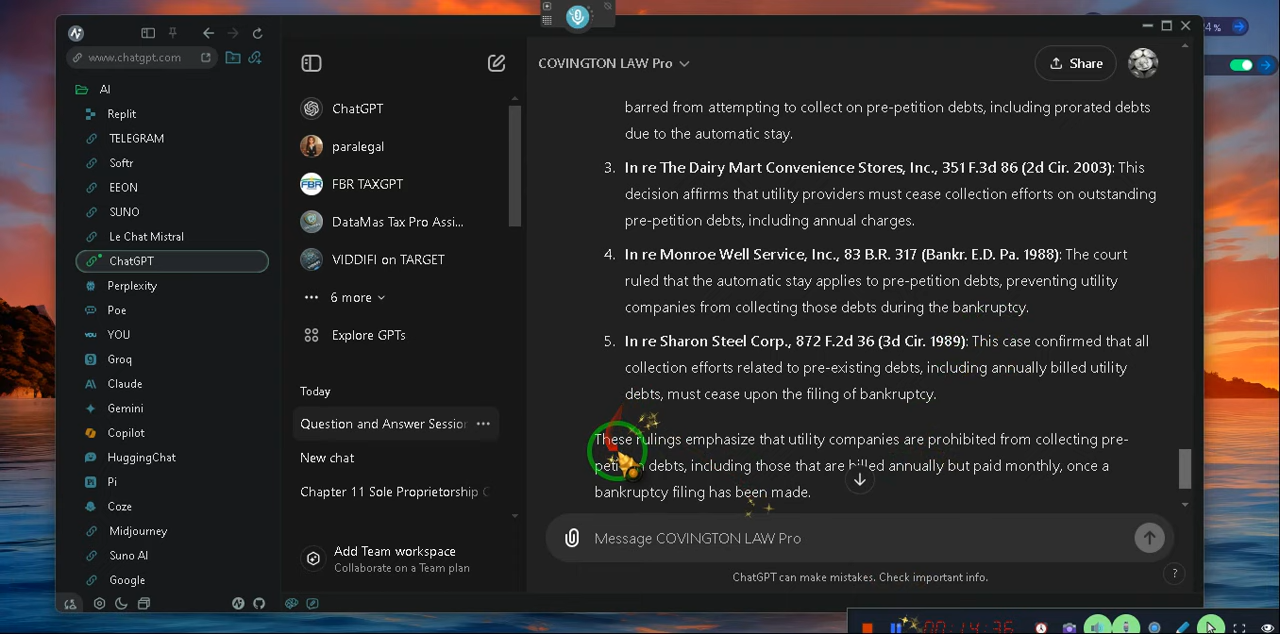 4%
www.chatgpt.com
AI
Replit
TELEGRAM
Softr
EEON
SUNO
Le Chat Mistral
ChatGPT
Perplexity
Poe
YOU
YOU
Groq
Claude
Gemini
Copilot
HuggingChat
Pi
Coze
Midjourney
Suno AI
Google
ChatGPT
paralegal
FBR
FBR TAXGPT
DataMas Tax Pro Assi...
VIDDIFI on TARGET
6 more
Explore GPTs
Today
Question and Answer Session
New chat
Chapter 11 Sole Proprietorship C
Add Team workspace
Collaborate on a Team plan
COVINGTON LAW Pro
Share
barred from attempting to collect on pre-petition debts, including prorated debts
due to the automatic stay.
3. In re The Dairy Mart Convenience Stores, Inc., 351 F.3d 86 (2d Cir. 2003): This
decision affirms that utility providers must cease collection efforts on outstanding
pre-petition debts, including annual charges.
4. In re Monroe Well Service, Inc., 83 B.R. 317 (Bankr. E.D. Pa. 1988): The court
ruled that the automatic stay applies to pre-petition debts, preventing utility
companies from collecting those debts during the bankruptcy.
5. In re Sharon Steel Corp., 872 F.2d 36 (3d Cir. 1989): This case confirmed that all
collection efforts related to pre-existing debts, including annually billed utility
debts, must cease upon the filing of bankruptcy.
These rulings emphasize that utility companies are prohibited from collecting pre-
petition debts, including those that are billed annually but paid monthly, once a
bankruptcy filing has been made.
Message COVINGTON LAW Pro
ChatGPT can make mistakes. Check important info.
?
00:14:36